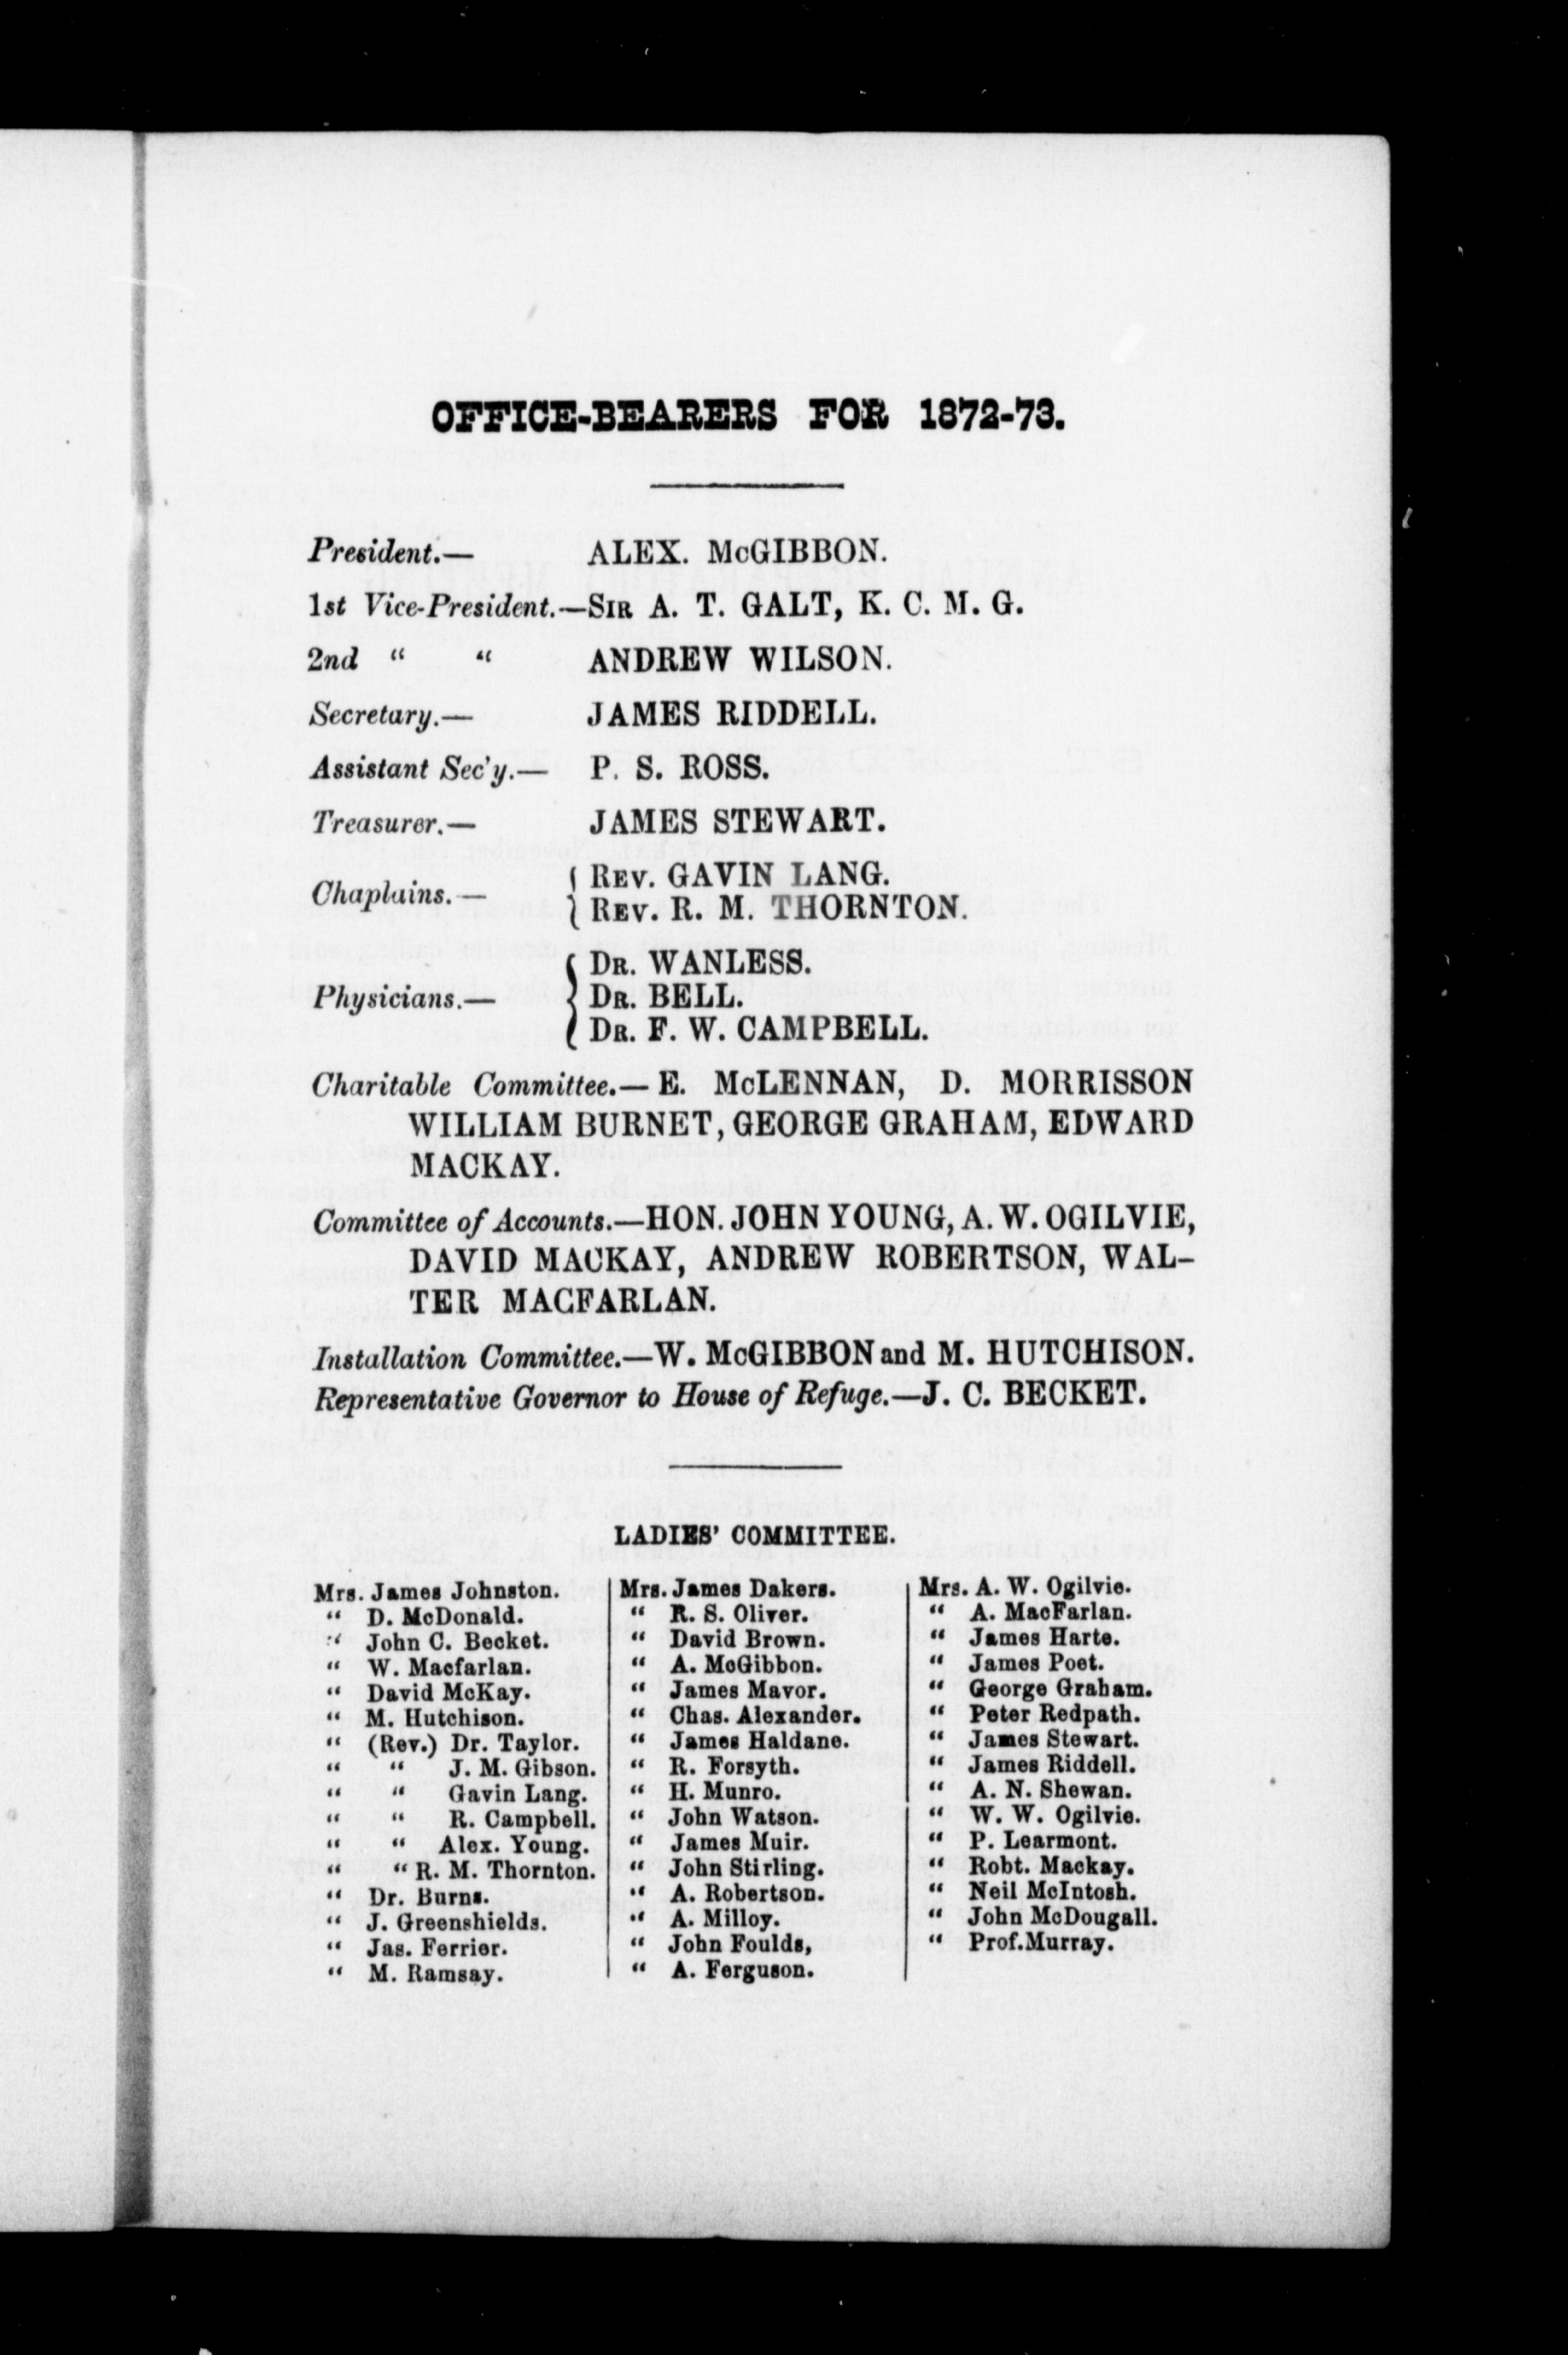 OFFICE-BEARERS FOR 1872-73.
President.— ALEX. McGIBBON.
1st Vice-President.—SIR A. T. GALT, K. C. M. G.
2nd “ “ ANDREW WILSON.
Secretary.— JAMES RIDDELL.
Assistant Sec'y.— P. S. ROSS.
Treasurer.— JAMES STEWART.
Chaplains.— { REV. GAVIN LANG.
REV. R. M. THORNTON.
Physicians.— { DR. WANLESS.
DR. BELL.
DR. F. W. CAMPBELL.
Charitable Committee.—E. McLENNAN, D. MORRISSON
WILLIAM BURNET, GEORGE GRAHAM, EDWARD
MACKAY.
Committee of Accounts.—HON. JOHN YOUNG, A. W. OGILVIE,
DAVID MACKAY, ANDREW ROBERTSON, WAL-
TER MACFARLAN.
Installation Committee.—W. McGIBBON and M. HUTCHISON.
Representative Governor to House of Refuge.—J. C. BECKET.
LADIES' COMMITTEE.
Mrs. James Johnston.
“ D. McDonald.
“ John C. Becket.
“ W. Macfarlan.
“ David McKay.
“ M. Hutchison.
“ (Rev.) Dr. Taylor.
“ “ J. M. Gibson.
“ “ Gavin Lang.
“ “ R. Campbell.
“ “ Alex. Young.
“ “ R. M. Thornton.
“ Dr. Burns.
“ J. Greenshields.
“ Jas. Ferrier.
“ M. Ramsay.
Mrs. James Dakers.
“ R. S. Oliver.
“ David Brown.
“ A. McGibbon.
“ James Mavor.
“ Chas. Alexander.
“ James Haldane.
“ R. Forsyth.
“ H. Munro.
“ John Watson.
“ James Muir.
“ John Stirling.
“ A. Robertson.
“ A. Milloy.
“ John Foulds,
“ A. Ferguson.
Mrs. A. W. Ogilvie.
“ A. MacFarlan.
“ James Harte.
“ James Poet.
“ George Graham.
“ Peter Redpath.
“ James Stewart.
“ James Riddell.
“ A. N. Shewan.
“ W. W. Ogilvie.
“ P. Learmont.
“ Robt. Mackay.
“ Neil McIntosh.
“ John McDougall.
“ Prof.Murray.